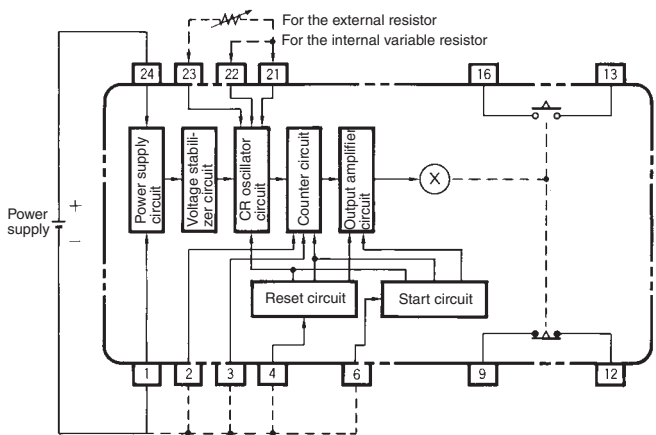 For the external resistor
For the internal variable resistor
24
23
22
21
16
13
Power supply
circuit
Voltage stabili-
zer circuit
CR oscillator
circuit
Counter circuit
Output amplifier
circuit
X
Power
supply
+
−
Reset circuit
Start circuit
1
2
3
4
6
9
12